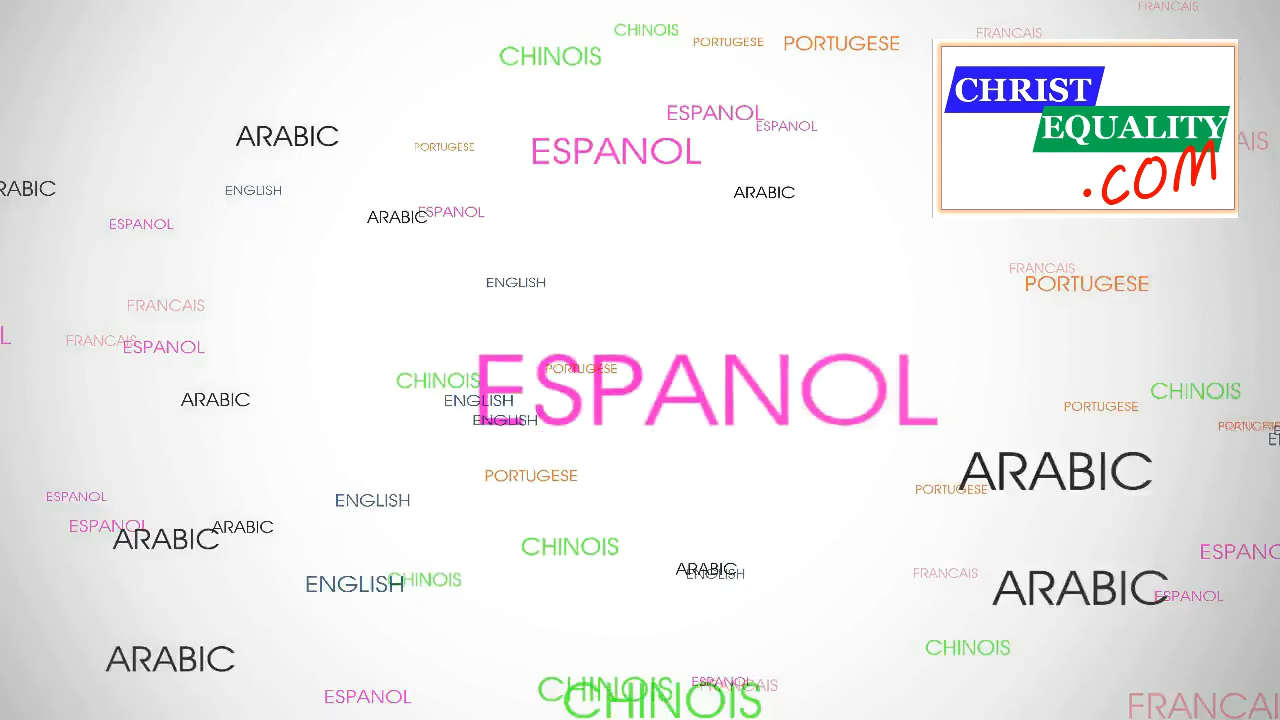 FRANCAIS
CHINOIS
FRANCAIS
PORTUGESE
PORTUGESE
CHINOIS
CHRIST
EQUALITY
.COM
ESPANOL
ESPANOL
ARABIC
PORTUGESE
ESPANOL
AIS
RABIC
ENGLISH
ARABIC
ESPANOL
ARABIC
ESPANOL
FRANCAIS
ENGLISH
PORTUGESE
FRANCAIS
L
FRANCAIS
ESPANOL
PORTUGESE
CHINOIS
ESPANOL
CHINOIS
ARABIC
ENGLISH
ENGLISH
PORTUGESE
PORTUGESE
ARABIC
PORTUGESE
PORTUGESE
ESPANOL
ENGLISH
ESPANOL
ARABIC
ARABIC
CHINOIS
ESPANO
ARABIC
ENGLISH
FRANCAIS
ENGLISH
CHINOIS
ARABIC
ESPANOL
CHINOIS
ARABIC
ESPANOL
FRANCAIS
CHINOIS
ESPANOL
CHINOIS
FRANCAI